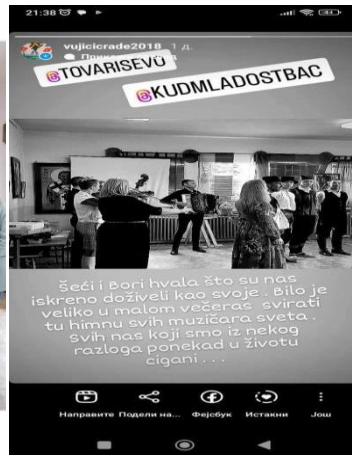 21:38
vujicicrade2018 1 д.
@TOVARISEVU
@KUDMLADOSTBAC
Šeći i Bori hvala što su nas
iskreno doživeli kao svoje. Bilo je
veliko u malom večeras svirati
tu himnu svih muzičara sveta.
Svih nas koji smo iz nekog
razloga ponekad u životu
cigani...
Направите
Подели на...
Фејсбук
Истакни
Још